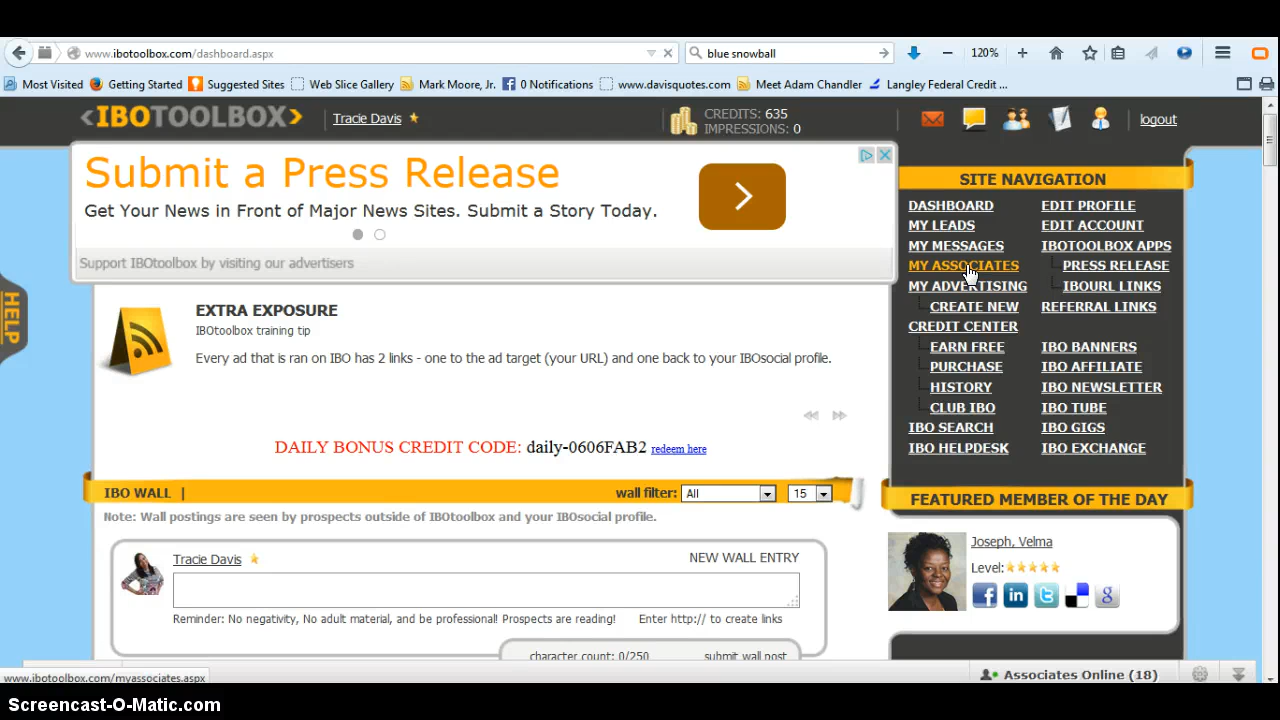 www.ibotoolbox.com/dashboard.aspx
blue snowball
120%
Most Visited
Getting Started
Suggested Sites
Web Slice Gallery
Mark Moore, Jr.
0 Notifications
www.davisquotes.com
Meet Adam Chandler
Langley Federal Credit ...
<IBOTOOLBOX>
Tracie Davis
CREDITS: 635
IMPRESSIONS: 0
logout
Submit a Press Release
Get Your News in Front of Major News Sites. Submit a Story Today.
Support IBOtoolbox by visiting our advertisers
HELP
EXTRA EXPOSURE
IBOtoolbox training tip
Every ad that is ran on IBO has 2 links - one to the ad target (your URL) and one back to your IBOsocial profile.
DAILY BONUS CREDIT CODE: daily-0606FAB2 redeem here
IBO WALL |
wall filter: All 15
Note: Wall postings are seen by prospects outside of IBOtoolbox and your IBOsocial profile.
Tracie Davis
NEW WALL ENTRY
Reminder: No negativity, No adult material, and be professional! Prospects are reading!
Enter http:// to create links
character count: 0/250
submit wall post
SITE NAVIGATION
DASHBOARD
MY LEADS
MY MESSAGES
MY ASSOCIATES
MY ADVERTISING
CREATE NEW
CREDIT CENTER
EARN FREE
PURCHASE
HISTORY
CLUB IBO
IBO SEARCH
IBO HELPDESK
EDIT PROFILE
EDIT ACCOUNT
IBOTOOLBOX APPS
PRESS RELEASE
IBOURL LINKS
REFERRAL LINKS
IBO BANNERS
IBO AFFILIATE
IBO NEWSLETTER
IBO TUBE
IBO GIGS
IBO EXCHANGE
FEATURED MEMBER OF THE DAY
Joseph, Velma
Level:
www.ibotoolbox.com/myassociates.aspx
Associates Online (18)
Screencast-O-Matic.com